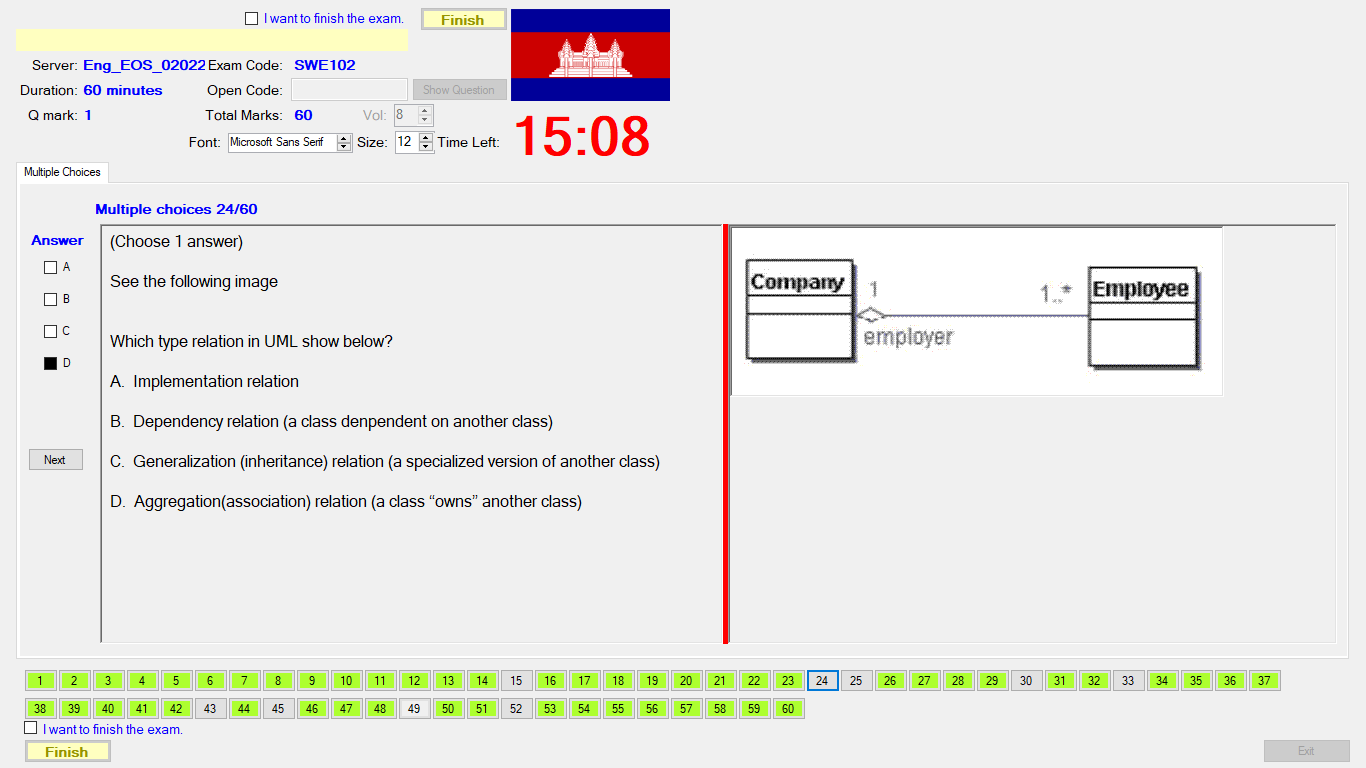 I want to finish the exam. Finish
Server: Eng_EOS_02022 Exam Code: SWE102
Duration: 60 minutes Open Code: Show Question
Q mark: 1 Total Marks: 60 Vol: 8
Font: Microsoft Sans Serif Size: 12 Time Left: 15:08
Multiple Choices
Multiple choices 24/60
Answer
A
B
C
D
Next
(Choose 1 answer)
See the following image
Which type relation in UML show below?
A. Implementation relation
B. Dependency relation (a class denpendent on another class)
C. Generalization (inheritance) relation (a specialized version of another class)
D. Aggregation(association) relation (a class “owns” another class)
Company 1 1..* Employee
employer
1 2 3 4 5 6 7 8 9 10 11 12 13 14 15 16 17 18 19 20 21 22 23 24 25 26 27 28 29 30 31 32 33 34 35 36 37
38 39 40 41 42 43 44 45 46 47 48 49 50 51 52 53 54 55 56 57 58 59 60
I want to finish the exam.
Finish Exit